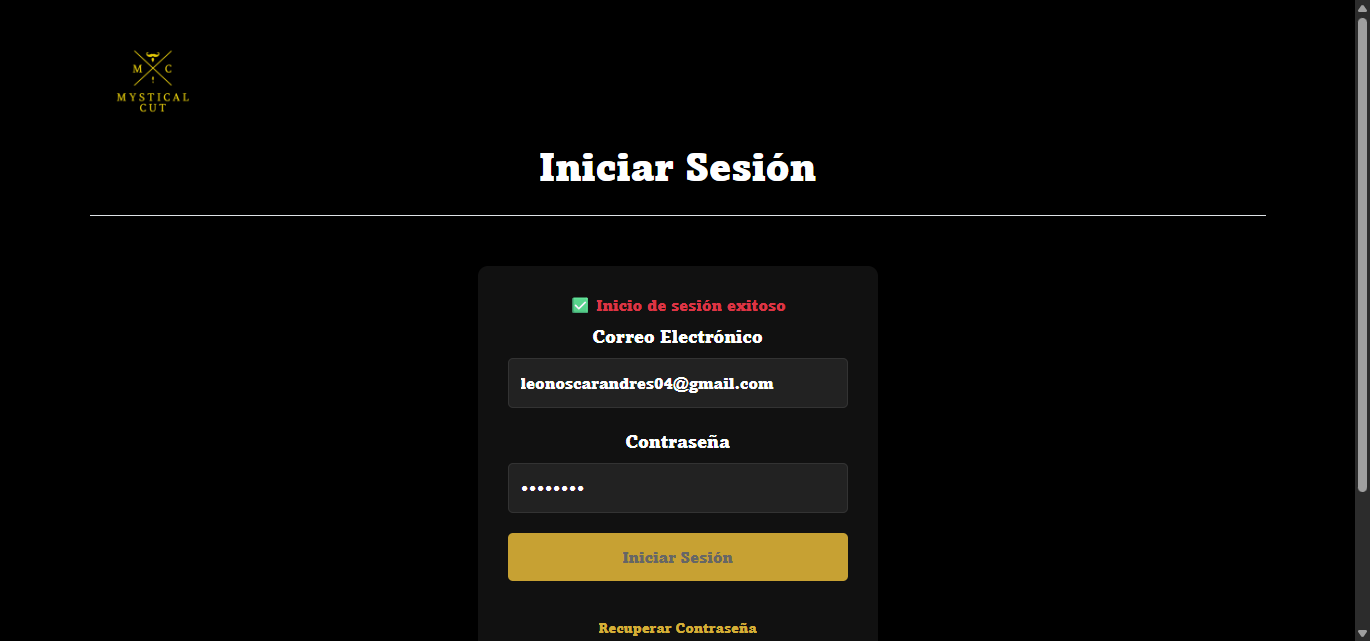 M C
MYSTICAL
CUT
Iniciar Sesión
✅ Inicio de sesión exitoso
Correo Electrónico
leonoscarandres04@gmail.com
Contraseña
••••••••
Iniciar Sesión
Recuperar Contraseña